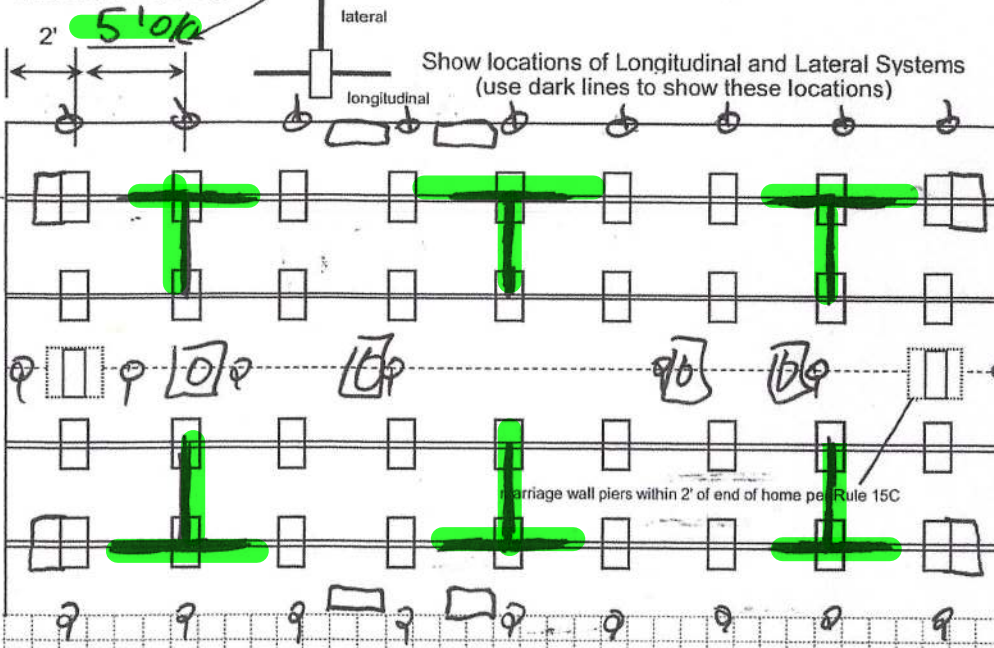 lateral
2' 5'o/c
Show locations of Longitudinal and Lateral Systems
(use dark lines to show these locations)
longitudinal
marriage wall piers within 2' of end of home per Rule 15C